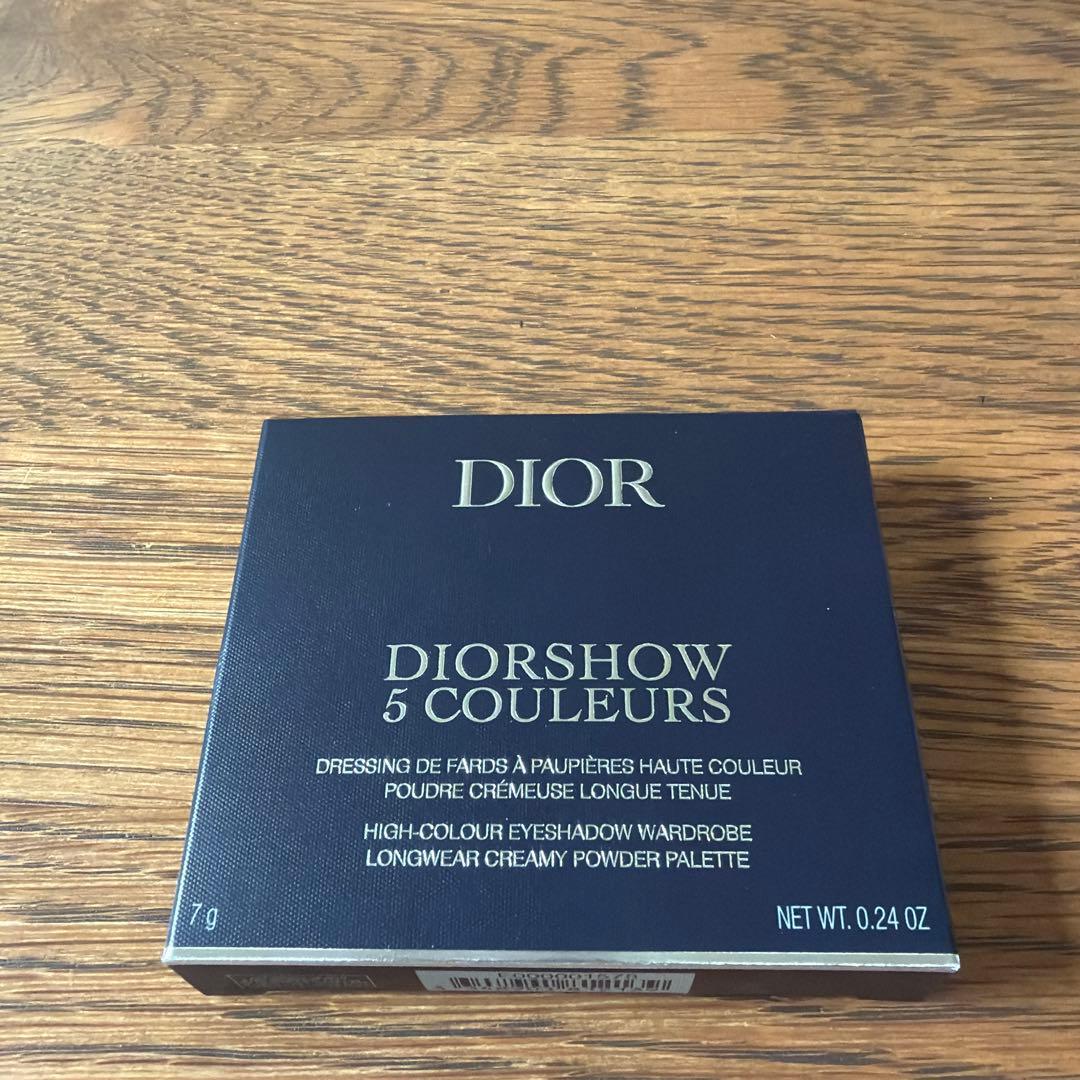 DIOR
DIORSHOW
5 COULEURS
DRESSING DE FARDS À PAUPIÈRES HAUTE COULEUR
POUDRE CRÉMEUSE LONGUE TENUE
HIGH-COLOUR EYESHADOW WARDROBE
LONGWEAR CREAMY POWDER PALETTE
7 g
NET WT. 0.24 OZ